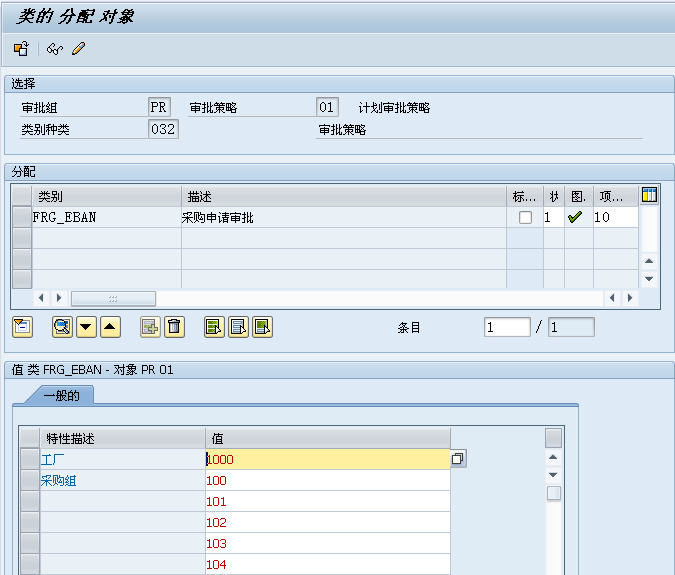 类的 分配 对象
选择
审批组 PR 审批策略 01 计划审批策略
类别种类 032 审批策略
分配
类别 描述 标... 状 图. 项...
FRG_EBAN 采购申请审批 1 10
条目 1 / 1
值 类 FRG_EBAN - 对象 PR 01
一般的
特性描述 值
工厂 1000
采购组 100
101
102
103
104